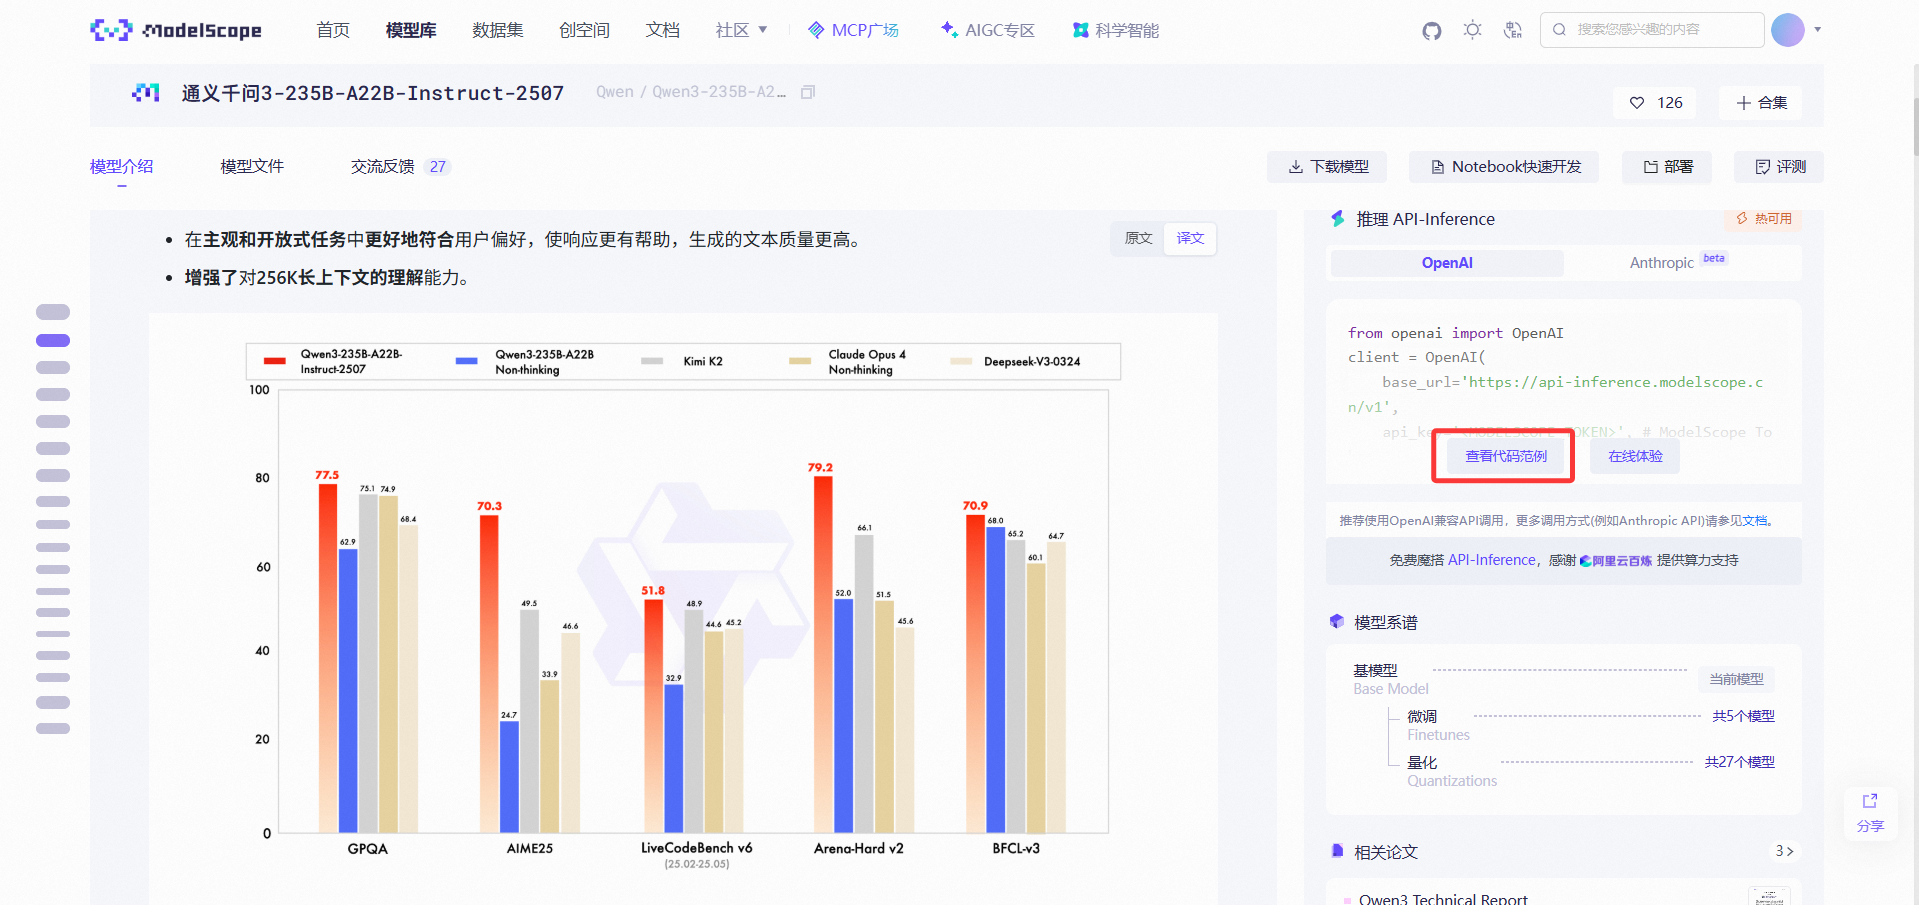 ModelScope
首页
模型库
数据集
创空间
文档
社区
MCP广场
AIGC专区
科学智能
搜索您感兴趣的内容
通义千问3-235B-A22B-Instruct-2507
Qwen / Qwen3-235B-A2…
126
合集
模型介绍
模型文件
交流反馈 27
下载模型
Notebook快速开发
部署
评测
在主观和开放式任务中更好地符合用户偏好，使响应更有帮助，生成的文本质量更高。
增强了对256K长上下文的理解能力。
原文
译文
Qwen3-235B-A22B-
Instruct-2507
Qwen3-235B-A22B
Non-thinking
Kimi K2
Claude Opus 4
Non-thinking
Deepseek-V3-0324
100
80
60
40
20
0
77.5
62.9
75.1
74.9
68.4
GPQA
70.3
24.7
49.5
33.9
46.6
AIME25
51.8
32.9
48.9
44.6
45.2
LiveCodeBench v6
(25.02-25.05)
79.2
52.0
66.1
51.5
45.6
Arena-Hard v2
70.9
68.0
65.2
60.1
64.7
BFCL-v3
推理 API-Inference
热可用
OpenAI
Anthropic beta
from openai import OpenAI
client = OpenAI(
base_url='https://api-inference.modelscope.c
n/v1',
api_key='<MODELSCOPE_TOKEN>', # ModelScope To
查看代码范例
在线体验
推荐使用OpenAI兼容API调用，更多调用方式(例如Anthropic API)请参见文档。
免费魔搭 API-Inference，感谢 阿里云百炼 提供算力支持
模型系谱
基模型
Base Model
当前模型
微调
Finetunes
共5个模型
量化
Quantizations
共27个模型
相关论文
3
Qwen3 Technical Report
分享